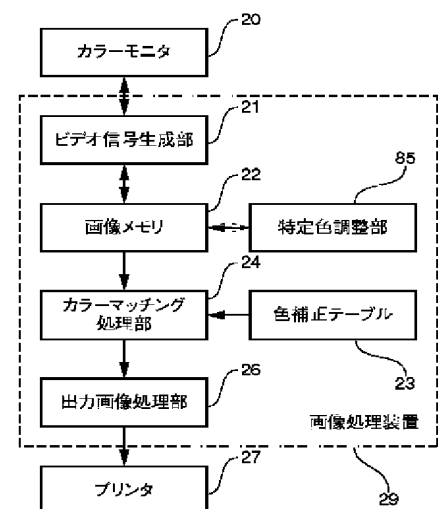 20
カラーモニタ
21
ビデオ信号生成部
22
画像メモリ
85
特定色調整部
24
カラーマッチング
処理部
色補正テーブル
23
26
出力画像処理部
画像処理装置
27
プリンタ
29